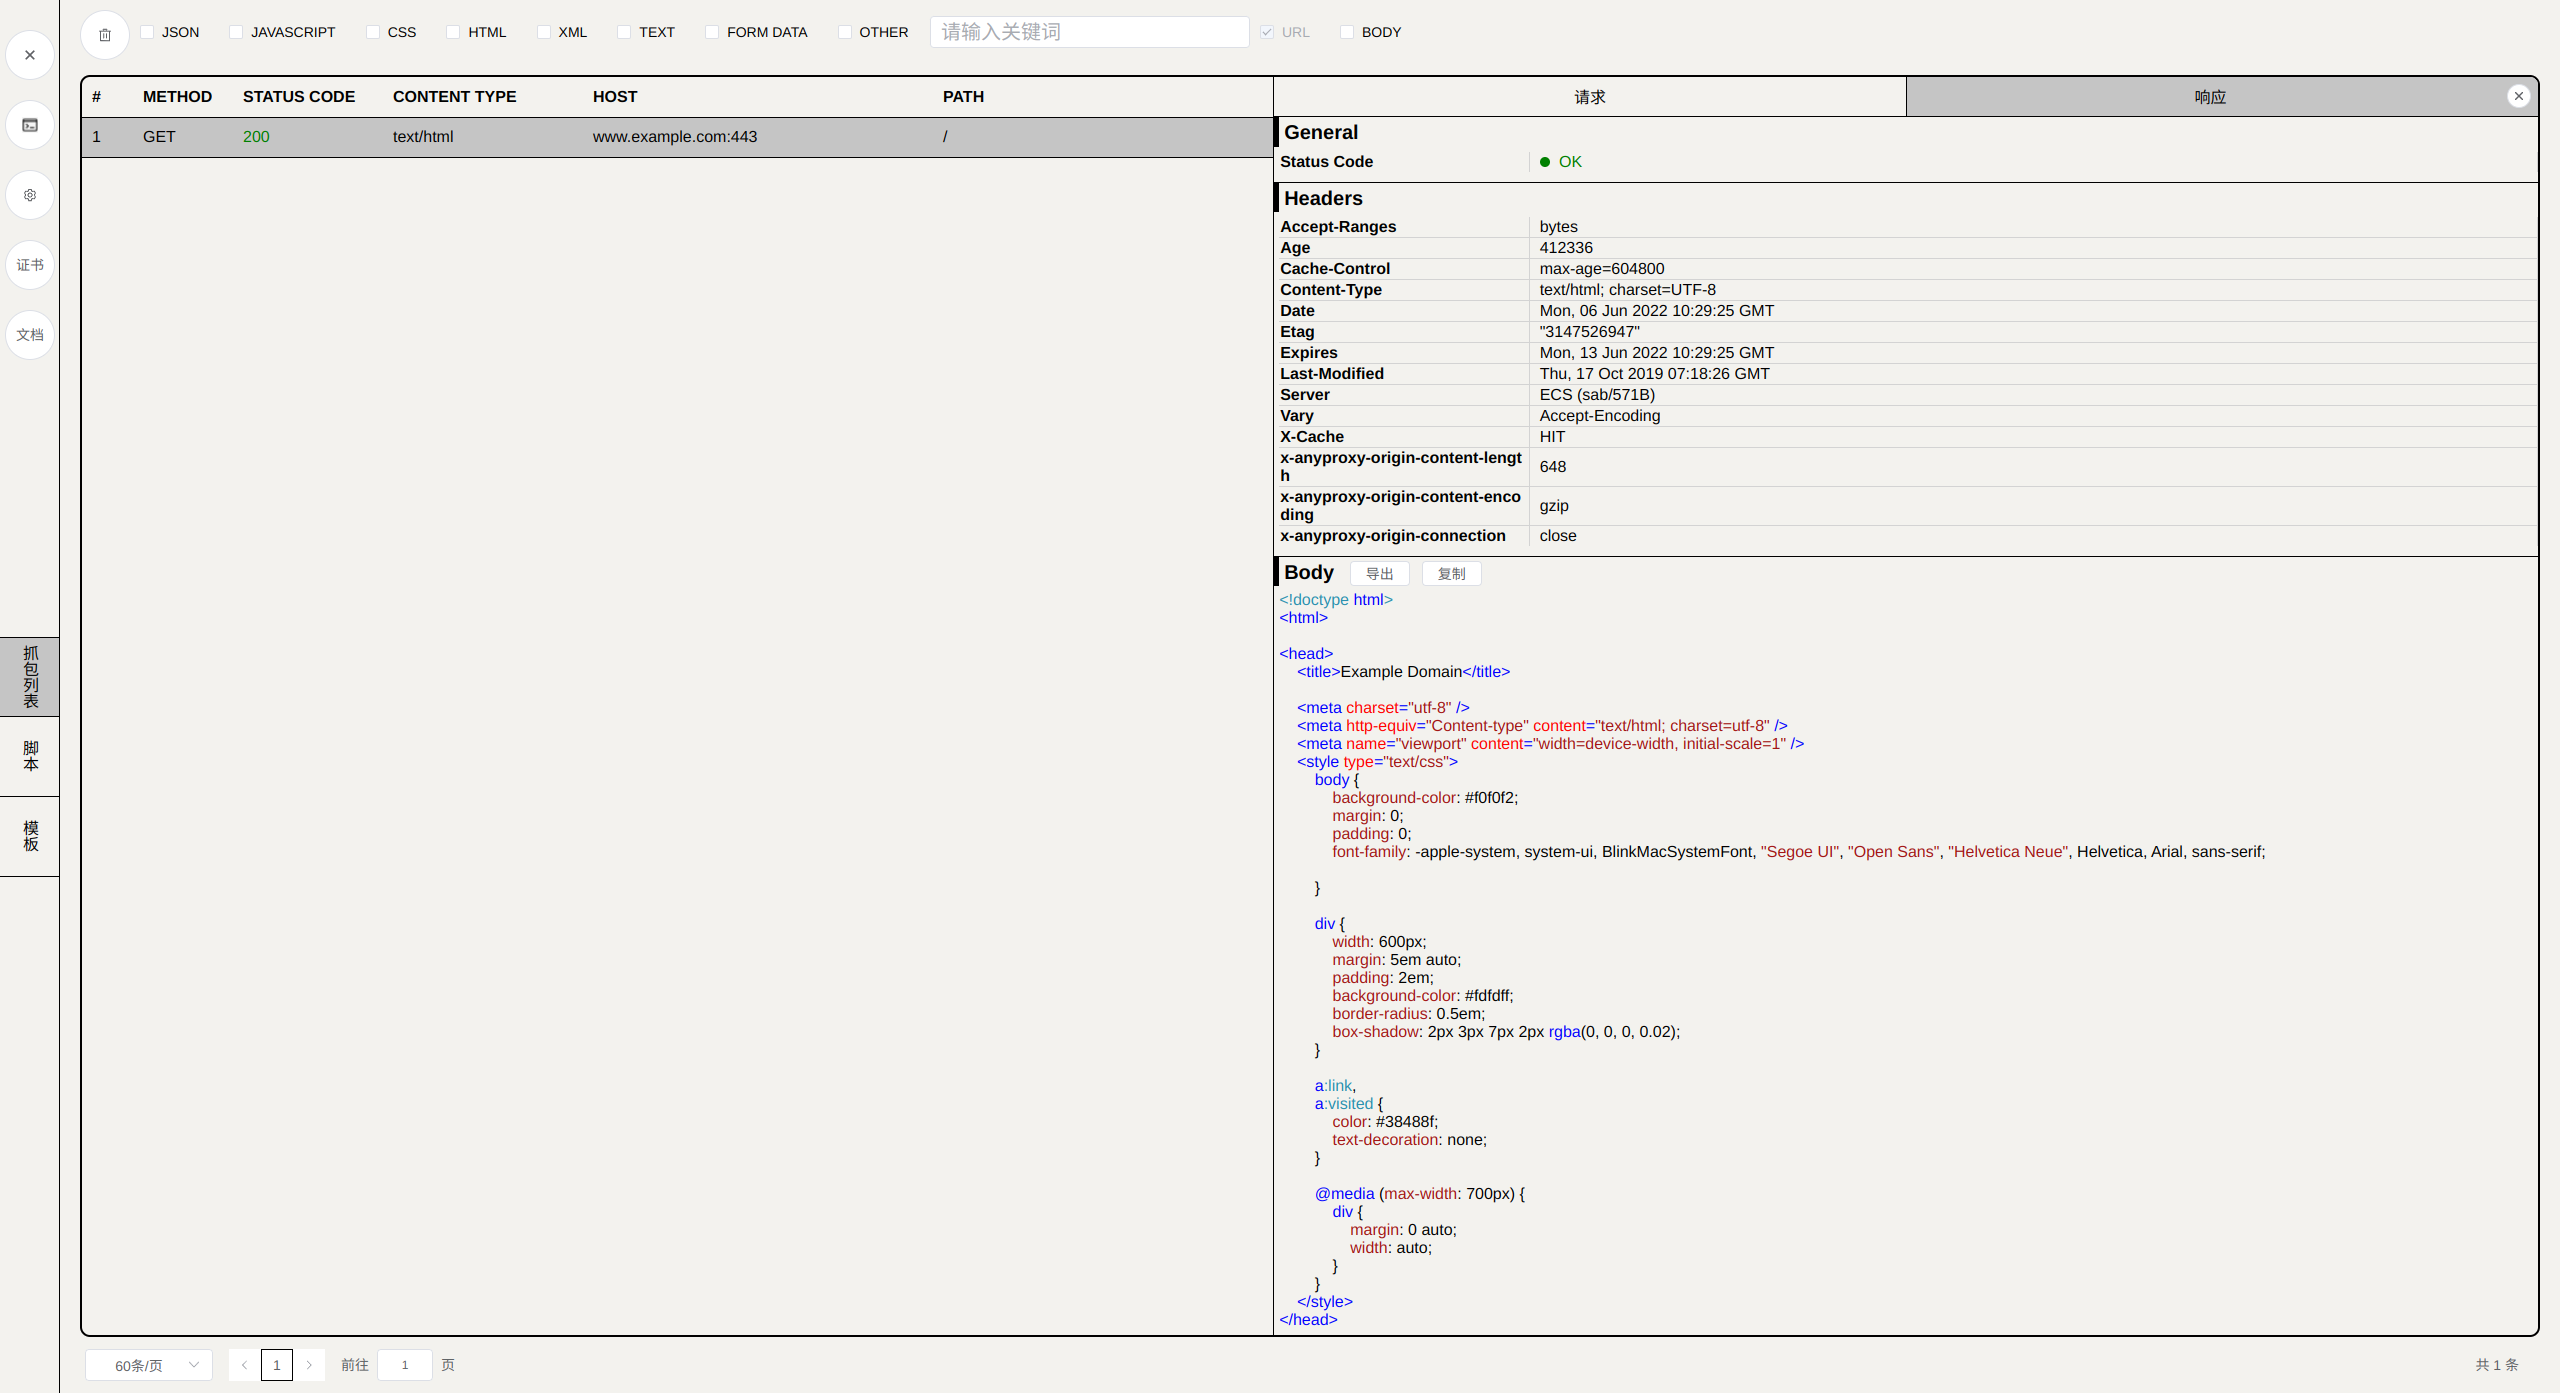 JSON JAVASCRIPT CSS HTML XML TEXT FORM DATA OTHER 请输入关键词 URL BODY
证书
文档
抓包列表
脚本
模板
# METHOD STATUS CODE CONTENT TYPE HOST PATH
1 GET 200 text/html www.example.com:443 /
请求 响应
General
Status Code OK
Headers
Accept-Ranges bytes
Age 412336
Cache-Control max-age=604800
Content-Type text/html; charset=UTF-8
Date Mon, 06 Jun 2022 10:29:25 GMT
Etag "3147526947"
Expires Mon, 13 Jun 2022 10:29:25 GMT
Last-Modified Thu, 17 Oct 2019 07:18:26 GMT
Server ECS (sab/571B)
Vary Accept-Encoding
X-Cache HIT
x-anyproxy-origin-content-lengt
h 648
x-anyproxy-origin-content-enco
ding gzip
x-anyproxy-origin-connection close
Body 导出 复制
<!doctype html>
<html>
<head>
<title>Example Domain</title>
<meta charset="utf-8" />
<meta http-equiv="Content-type" content="text/html; charset=utf-8" />
<meta name="viewport" content="width=device-width, initial-scale=1" />
<style type="text/css">
body {
background-color: #f0f0f2;
margin: 0;
padding: 0;
font-family: -apple-system, system-ui, BlinkMacSystemFont, "Segoe UI", "Open Sans", "Helvetica Neue", Helvetica, Arial, sans-serif;
}
div {
width: 600px;
margin: 5em auto;
padding: 2em;
background-color: #fdfdff;
border-radius: 0.5em;
box-shadow: 2px 3px 7px 2px rgba(0, 0, 0, 0.02);
}
a:link,
a:visited {
color: #38488f;
text-decoration: none;
}
@media (max-width: 700px) {
div {
margin: 0 auto;
width: auto;
}
}
</style>
</head>
60条/页 1 前往 1 页 共 1 条